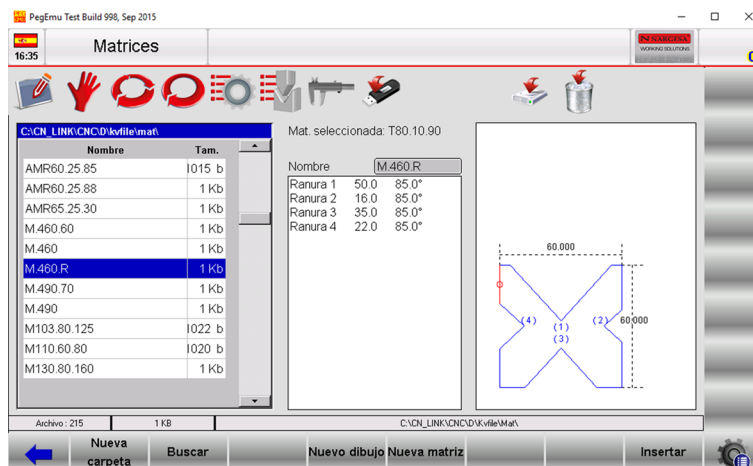 PegEmu Test Build 998, Sep 2015
16:35
Matrices
NARGESA
WORKING SOLUTIONS
C:\CN_LINK\CNC\D\kvfile\mat\
Nombre Tam.
AMR60.25.85 1015 b
AMR60.25.88 1 Kb
AMR65.25.30 1 Kb
M.460.60 1 Kb
M.460 1 Kb
M.460.R 1 Kb
M.490.70 1 Kb
M.490 1 Kb
M103.80.125 1022 b
M110.60.80 1020 b
M130.80.160 1 Kb
Mat. seleccionada: T80.10.90
Nombre M.460.R
Ranura 1 50.0 85.0°
Ranura 2 16.0 85.0°
Ranura 3 35.0 85.0°
Ranura 4 22.0 85.0°
60.000
(4) (1) (2) 60.000
(3)
Archivo : 215 1 KB C:\CN_LINK\CNC\D\Kvfile\Mat\
Nueva carpeta Buscar Nuevo dibujo Nueva matriz Insertar